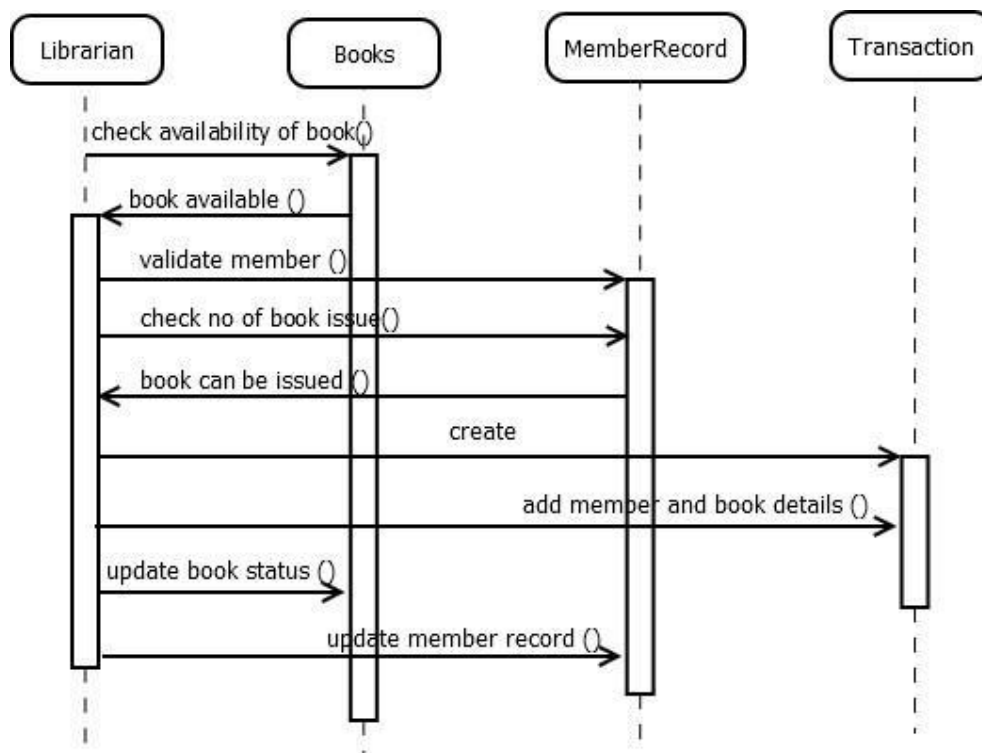 Librarian
Books
MemberRecord
Transaction
check availability of book()
book available ()
validate member ()
check no of book issue()
book can be issued ()
create
add member and book details ()
update book status ()
update member record ()